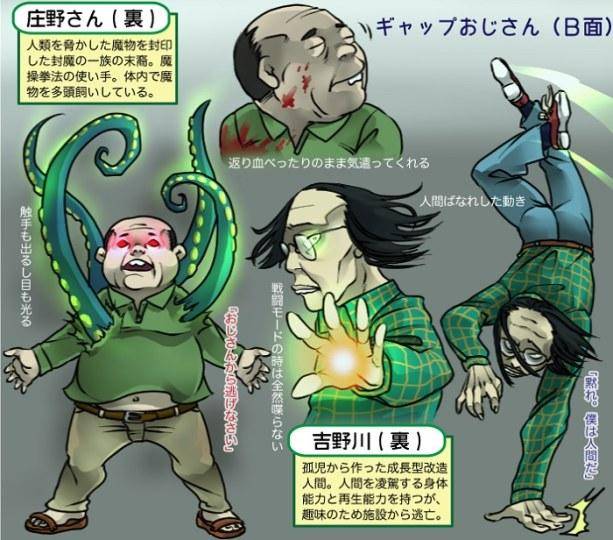 ギャップおじさん（B面）
庄野さん(裏)
人類を脅かした魔物を封印
した封魔の一族の末裔。魔
操拳法の使い手。体内で魔
物を多頭飼いしている。
返り血べったりのまま気遣ってくれる
触手も出るし目も光る
『おじさんから逃げなさい』
人間ばなれした動き
戦闘モードの時は全然喋らない
吉野川(裏)
孤児から作った成長型改造
人間。人間を凌駕する身体
能力と再生能力を持つが、
趣味のため施設から逃亡。
「黙れ。僕は人間だ」